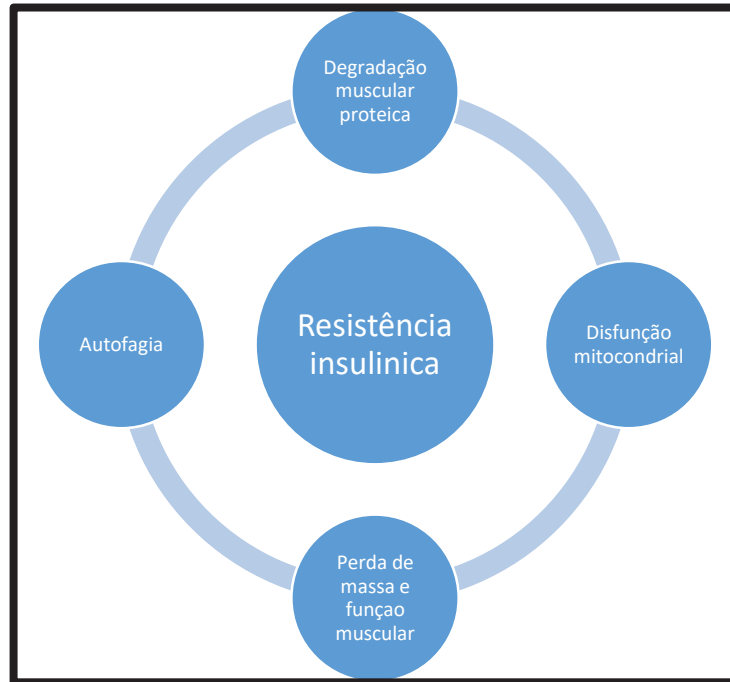 Degradação
muscular
proteica
Autofagia
Resistência
insulinica
Disfunção
mitocondrial
Perda de
massa e
funçao
muscular